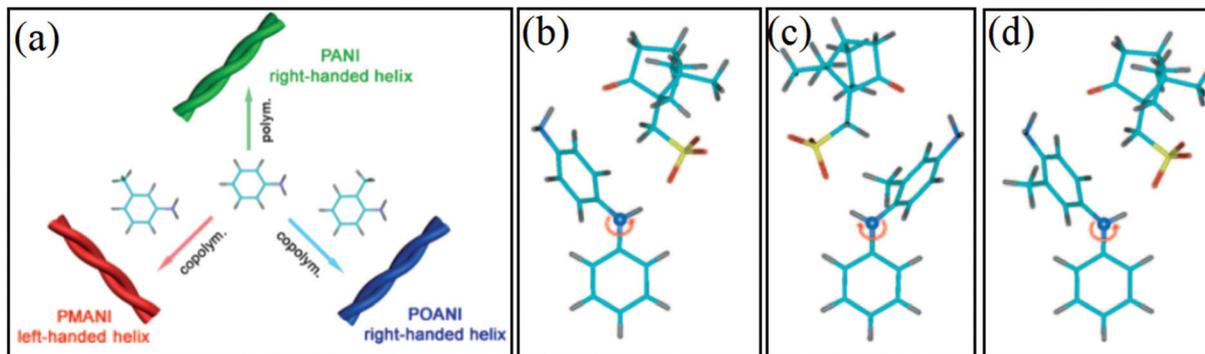 (a)
PANI
right-handed helix
polym.
copolym.
copolym.
PMANI
left-handed helix
POANI
right-handed helix
(b)
(c)
(d)